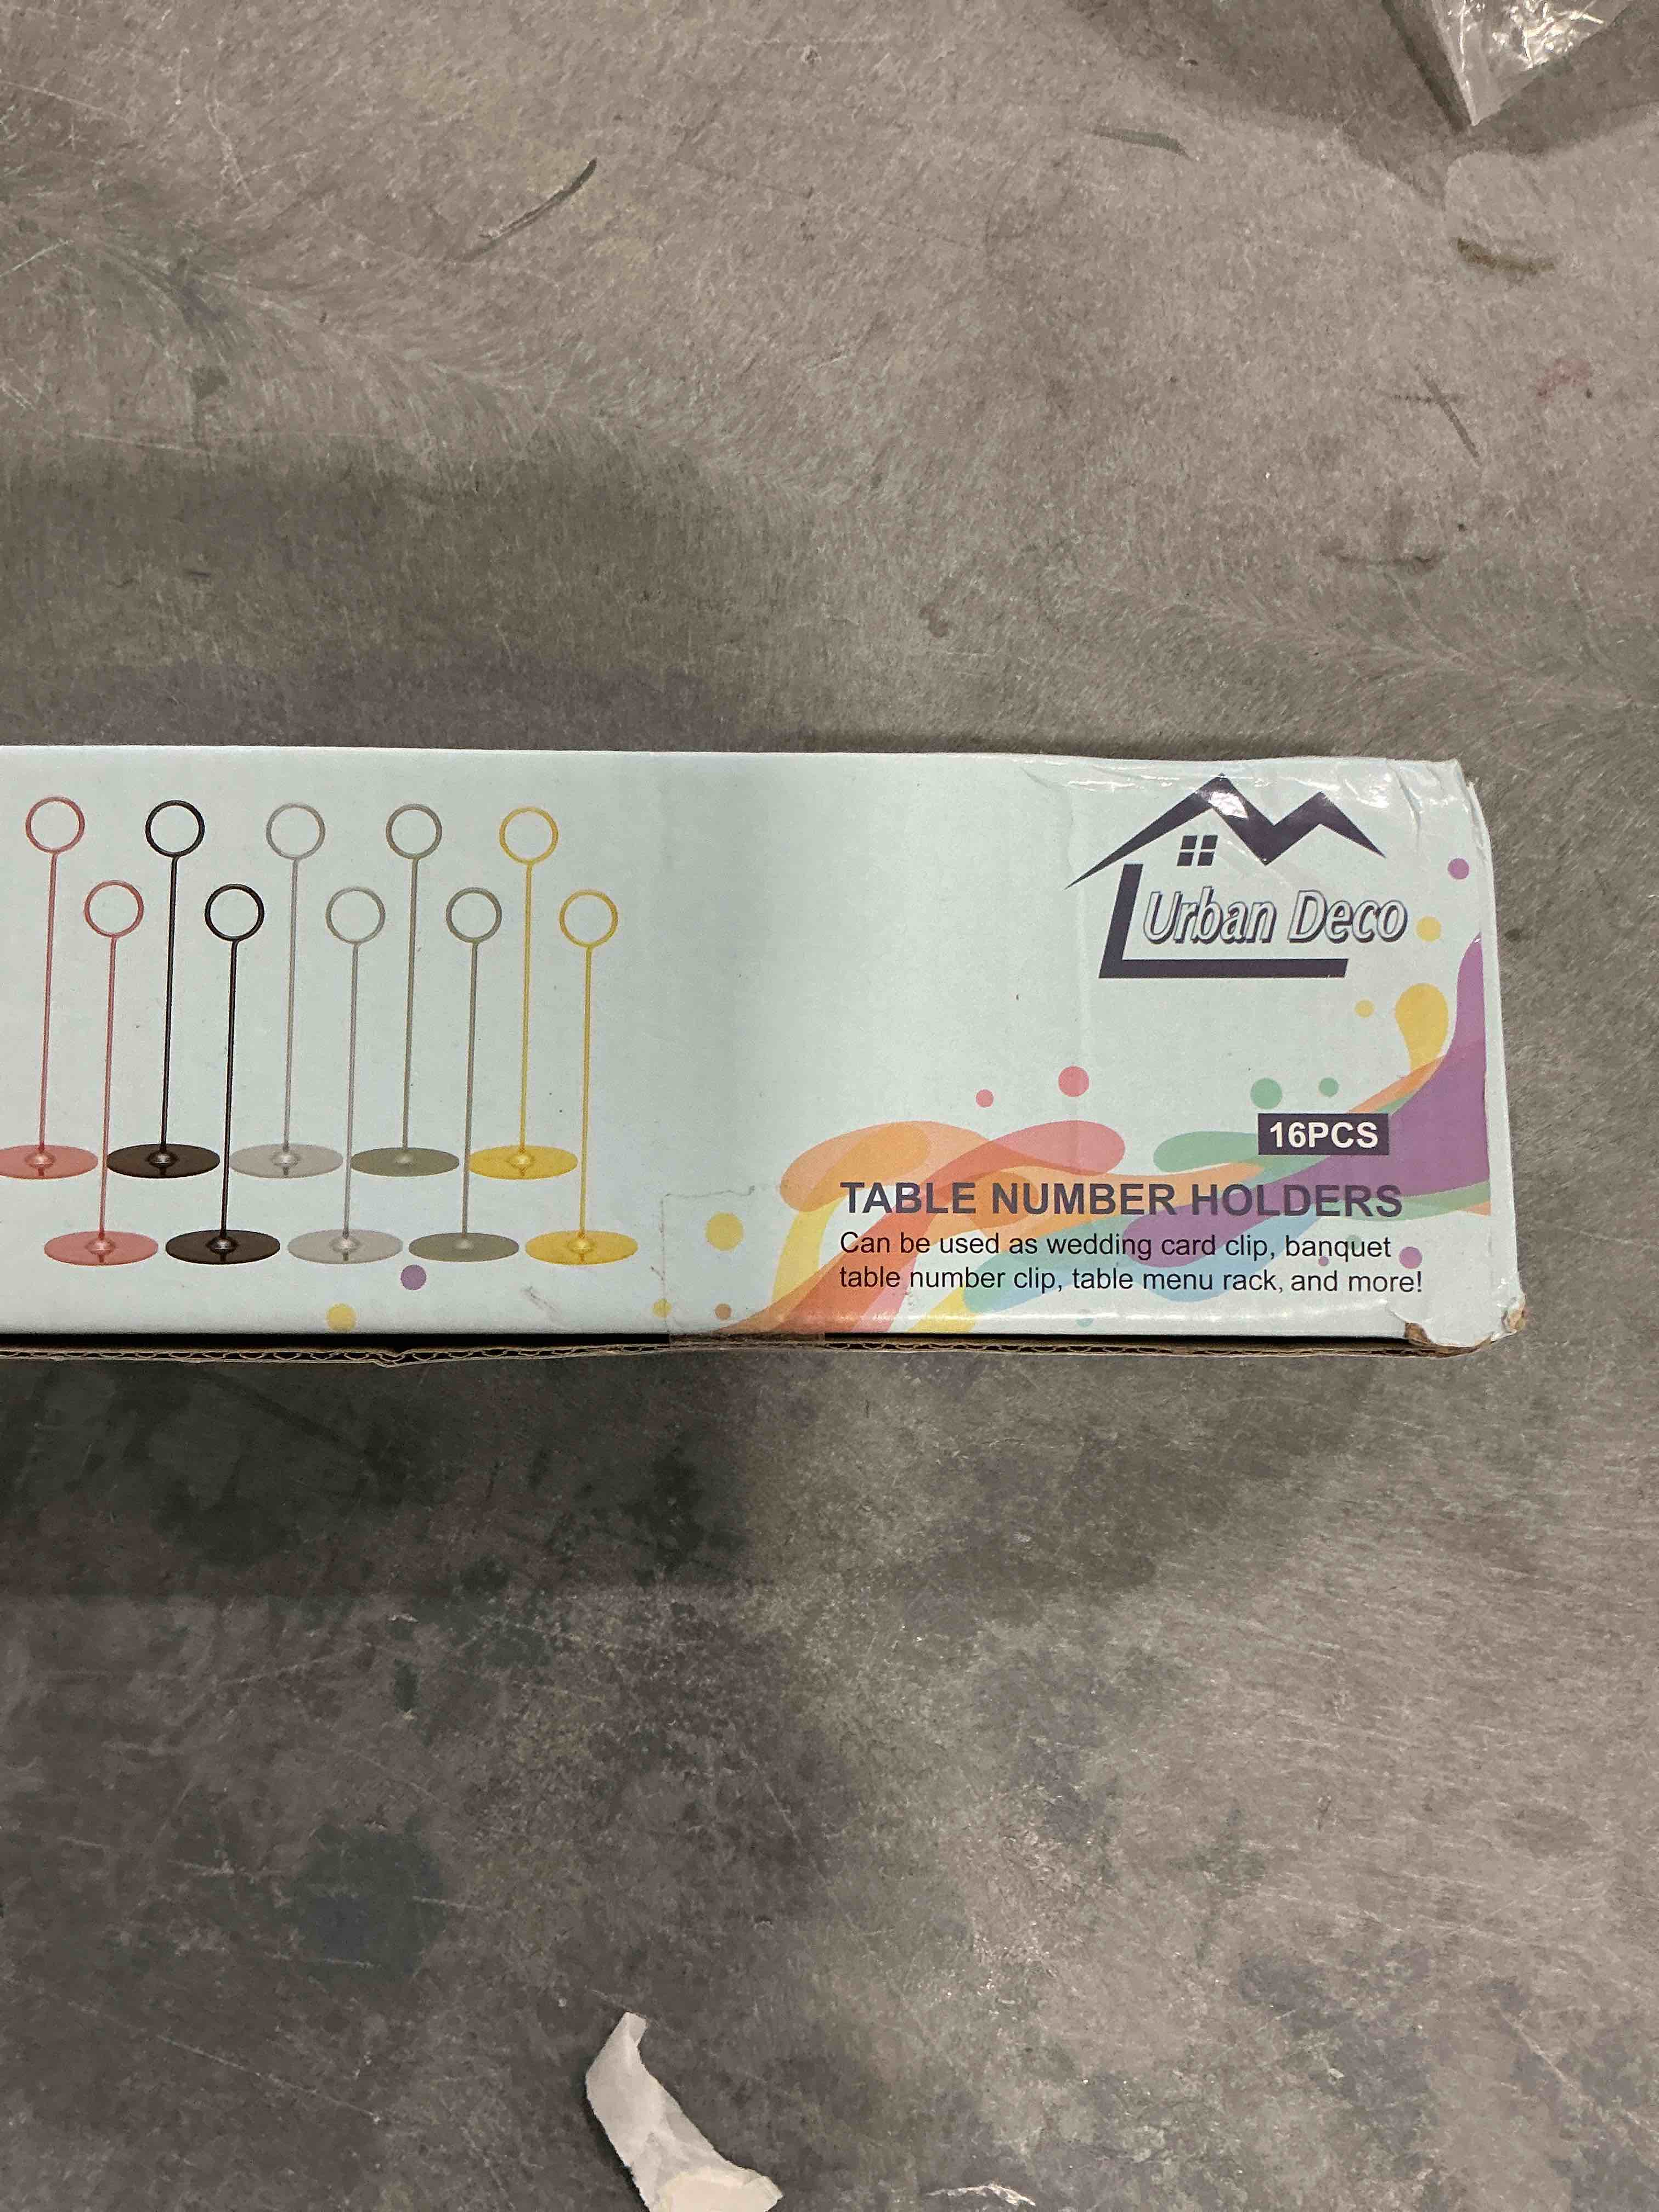 Urban Deco
16PCS
TABLE NUMBER HOLDERS
Can be used as wedding card clip, banquet
table number clip, table menu rack, and more!